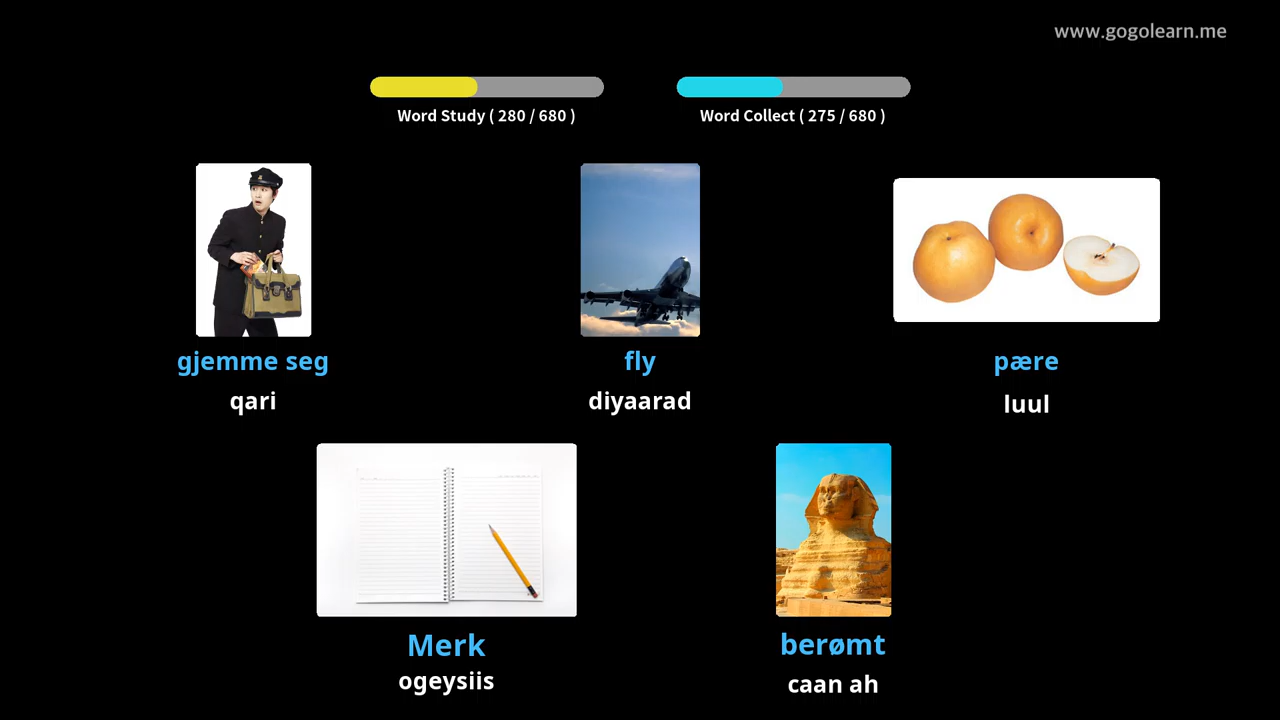 www.gogolearn.me
Word Study ( 280 / 680 )
Word Collect ( 275 / 680 )
gjemme seg
qari
fly
diyaarad
pære
luul
Merk
ogeysiis
berømt
caan ah